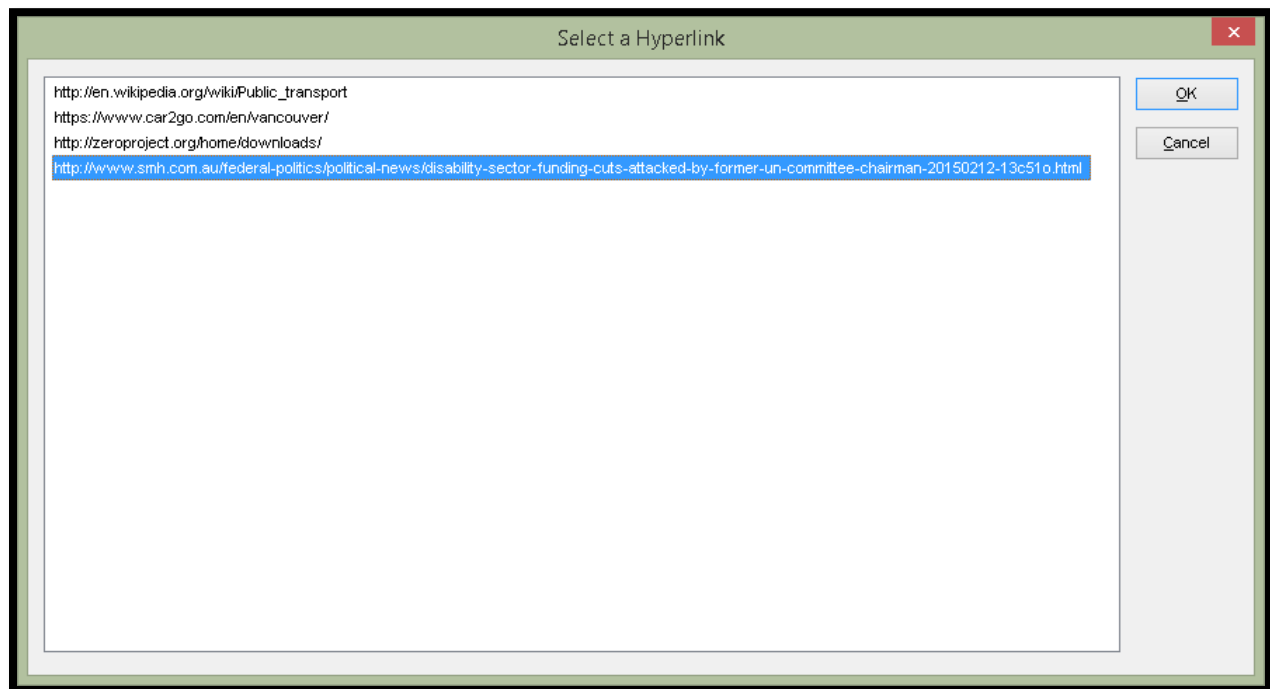 Select a Hyperlink
http://en.wikipedia.org/wiki/Public_transport
https://www.car2go.com/en/vancouver/
http://zeroproject.org/home/downloads/
http://www.smh.com.au/federal-politics/political-news/disability-sector-funding-cuts-attacked-by-former-un-committee-chairman-20150212-13c51o.html
OK
Cancel